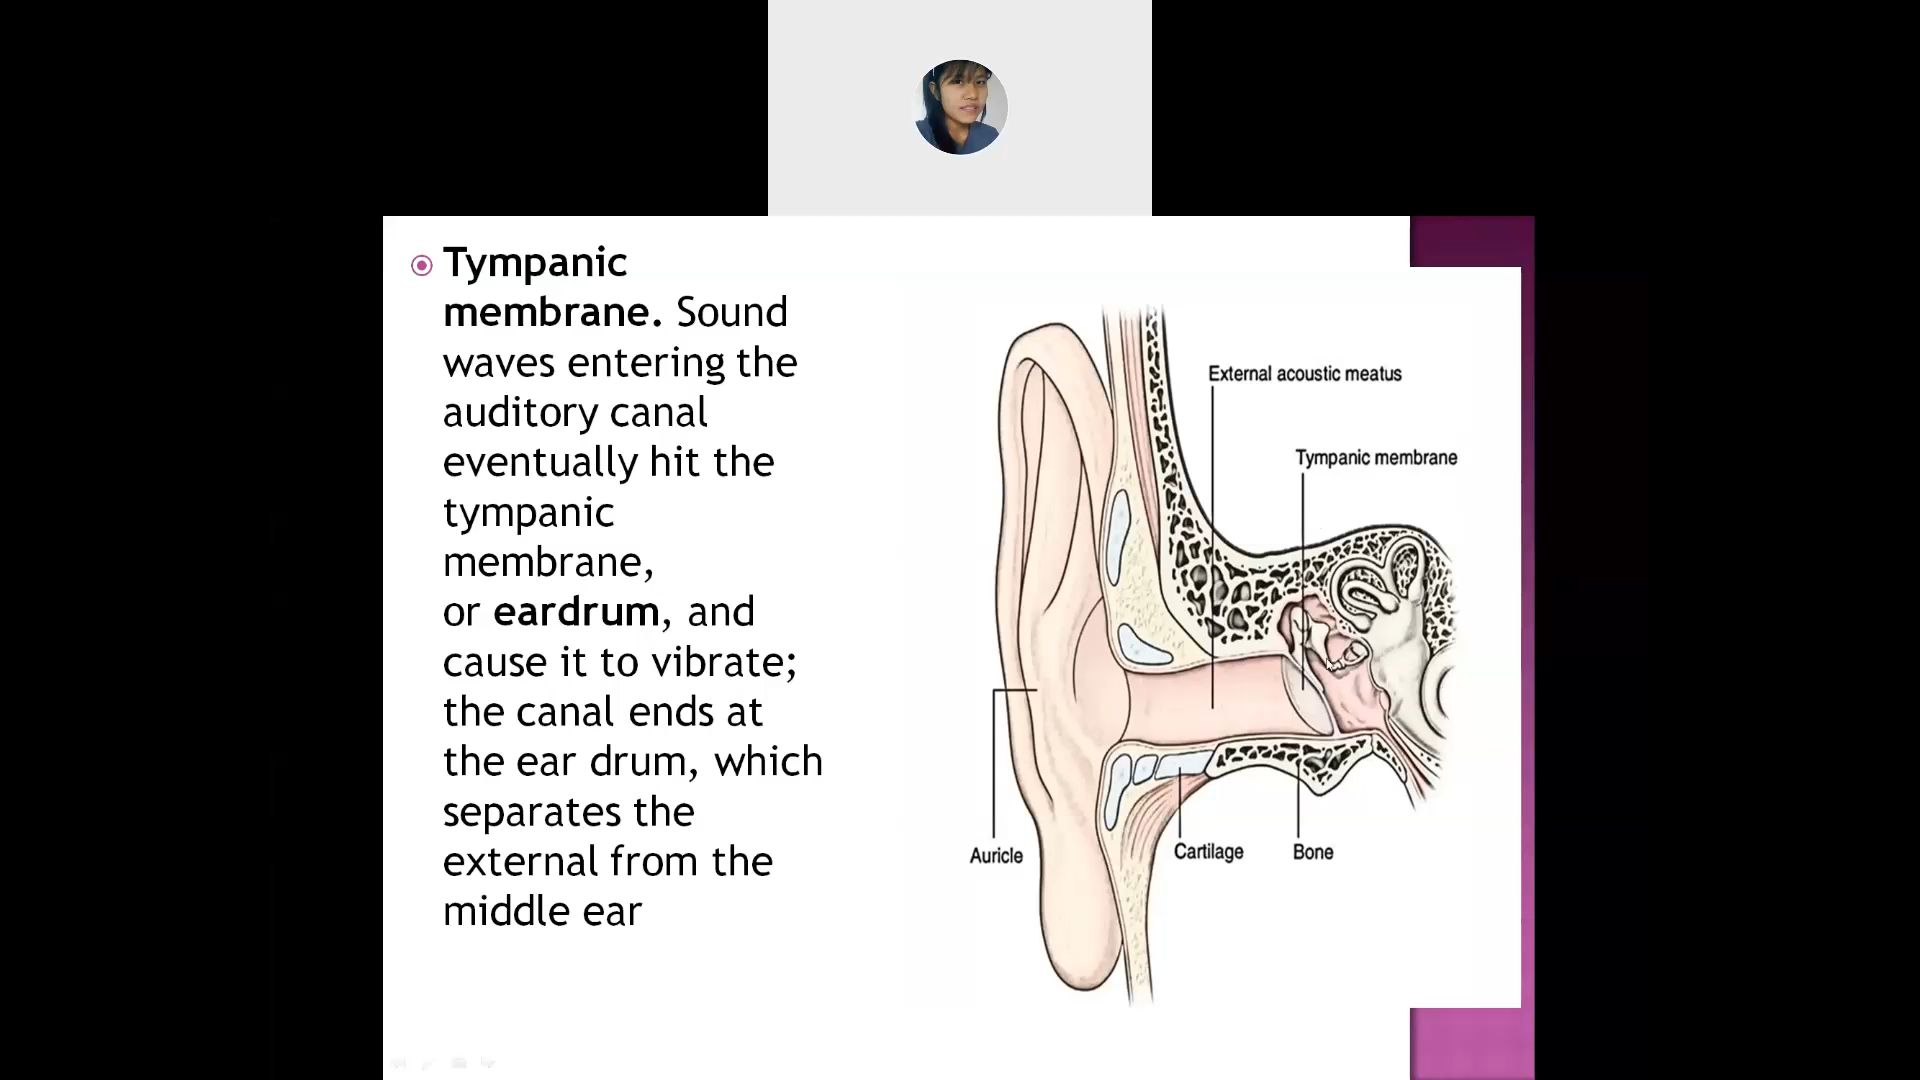 Tympanic
membrane. Sound
waves entering the
auditory canal
eventually hit the
tympanic
membrane,
or eardrum, and
cause it to vibrate;
the canal ends at
the ear drum, which
separates the
external from the
middle ear
External acoustic meatus
Tympanic membrane
Auricle
Cartilage
Bone